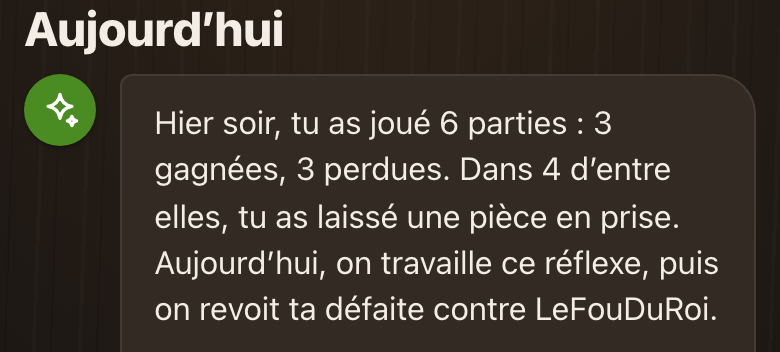 Aujourd’hui
Hier soir, tu as joué 6 parties : 3
gagnées, 3 perdues. Dans 4 d’entre
elles, tu as laissé une pièce en prise.
Aujourd’hui, on travaille ce réflexe, puis
on revoit ta défaite contre LeFouDuRoi.